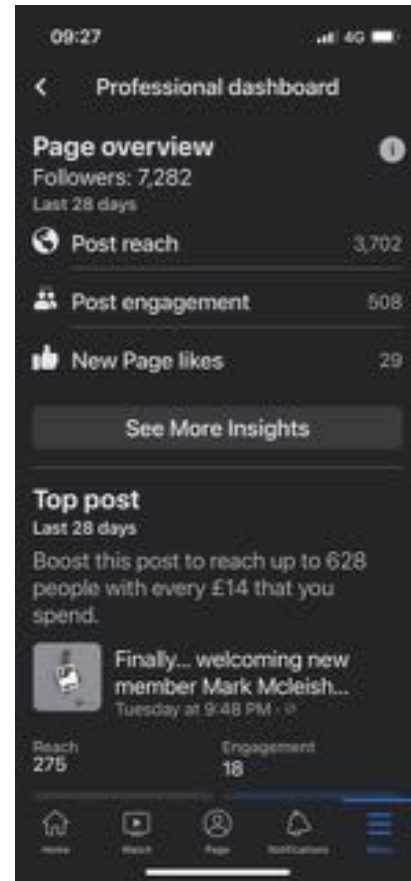 09:27
4G
Professional dashboard
Page overview
Followers: 7,282
Last 28 days
Post reach 3,702
Post engagement 508
New Page likes 29
See More Insights
Top post
Last 28 days
Boost this post to reach up to 628
people with every £14 that you
spend.
Finally... welcoming new
member Mark Mcleish...
Tuesday at 9:48 PM
Reach Engagement
275 18
Home Watch Page Notifications Menu